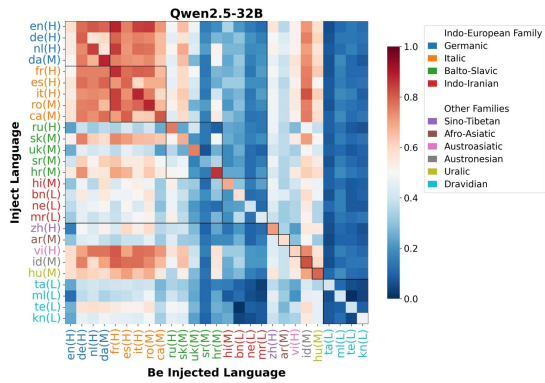 Qwen2.5-32B
Inject Language
en(H)
de(H)
nl(H)
da(M)
fr(H)
es(H)
it(H)
ro(M)
ca(M)
ru(H)
sk(M)
uk(M)
sr(M)
hr(M)
hi(M)
bn(L)
ne(L)
mr(L)
zh(H)
ar(M)
vi(H)
id(M)
hu(M)
ta(L)
ml(L)
te(L)
kn(L)
en(H) de(H) nl(H) da(M) fr(H) es(H) it(H) ro(M) ca(M) ru(H) sk(M) uk(M) sr(M) hr(M) hi(M) bn(L) ne(L) mr(L) zh(H) ar(M) vi(H) id(M) hu(M) ta(L) ml(L) te(L) kn(L)
Be Injected Language
1.0
0.8
0.6
0.4
0.2
0.0
Indo-European Family
Germanic
Italic
Balto-Slavic
Indo-Iranian
Other Families
Sino-Tibetan
Afro-Asiatic
Austroasiatic
Austronesian
Uralic
Dravidian